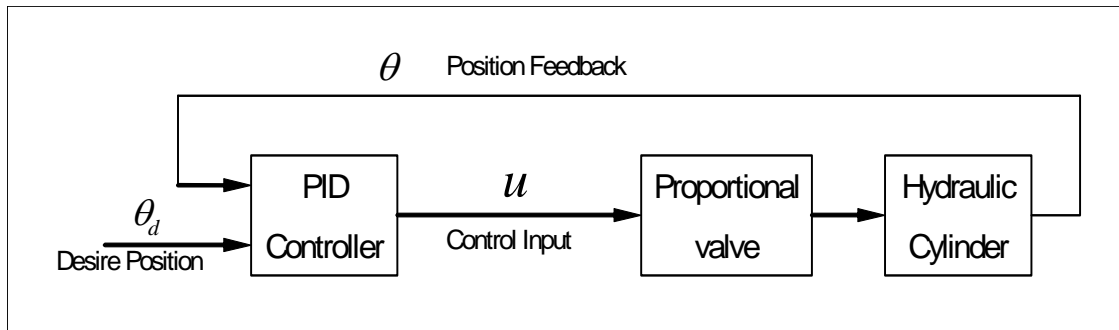 θ Position Feedback
PID
Controller
u
Control Input
Proportional
valve
Hydraulic
Cylinder
θd
Desire Position